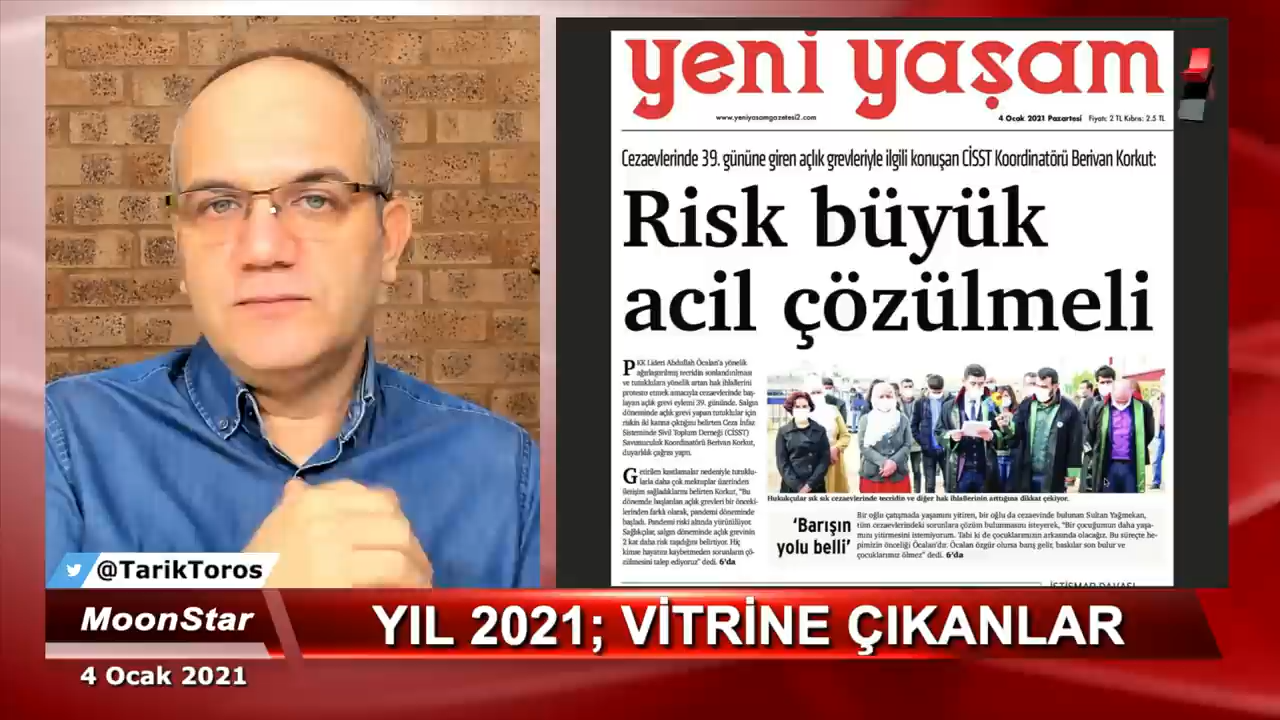 yeni yaşam
www.yeniyasamgazetesi2.com
4 Ocak 2021 Pazartesi Fiyatı: 2 TL Kıbrıs: 2.5 TL
Cezaevlerinde 39. gününe giren açlık grevleriyle ilgili konuşan CİSST Koordinatörü Berivan Korkut:
Risk büyük
acil çözülmeli
PKK Lideri Abdullah Öcalan'a yönelik
ağırlaştırılmış tecridin sonlandırılması
ve tutuklulara yönelik artan hak ihlallerini
protesto etmek amacıyla cezaevlerinde baş-
layan açlık grevi eylemi 39. gününde. Salgın
döneminde açlık grevi yapan tutuklular için
riskin iki katına çıktığını belirten Ceza İnfaz
Sisteminde Sivil Toplum Derneği (CİSST)
Savunuculuk Koordinatörü Berivan Korkut,
duyarlılık çağrısı yaptı.
Getirilen kısıtlamalar nedeniyle tutuklu-
larla daha çok mektuplar üzerinden
iletişim sağladıklarını belirten Korkut, "Bu
dönemde başlatılan açlık grevleri bir önceki-
lerinden farklı olarak, pandemi döneminde
başladı. Pandemi riski altında yürütülüyor.
Sağlıkçılar, salgın döneminde açlık grevinin
2 kat daha risk taşıdığını belirtiyor. Hiç
kimse hayatını kaybetmeden sorunların çö-
zülmesini talep ediyoruz" dedi. 6'da
Hukukçular sık sık cezaevlerinde tecridin ve diğer hak ihlallerinin arttığına dikkat çekiyor.
'Barışın
yolu belli'
Bir oğlu çatışmada yaşamını yitiren, bir oğlu da cezaevinde bulunan Sultan Yağmekan,
tüm cezaevlerindeki sorunlara çözüm bulunmasını isteyerek, "Bir çocuğumun daha yaşa-
mını yitirmesini istemiyorum. Tabi ki de çocuklarımızın arkasında olacağız. Bu süreçte he-
pimizin önceliği Öcalan'dır. Öcalan özgür olursa barış gelir, baskılar son bulur ve
çocuklarımız ölmez" dedi. 6'da
İSTİSMAR DAVASI
@TarikToros
MoonStar
YIL 2021; VİTRİNE ÇIKANLAR
4 Ocak 2021